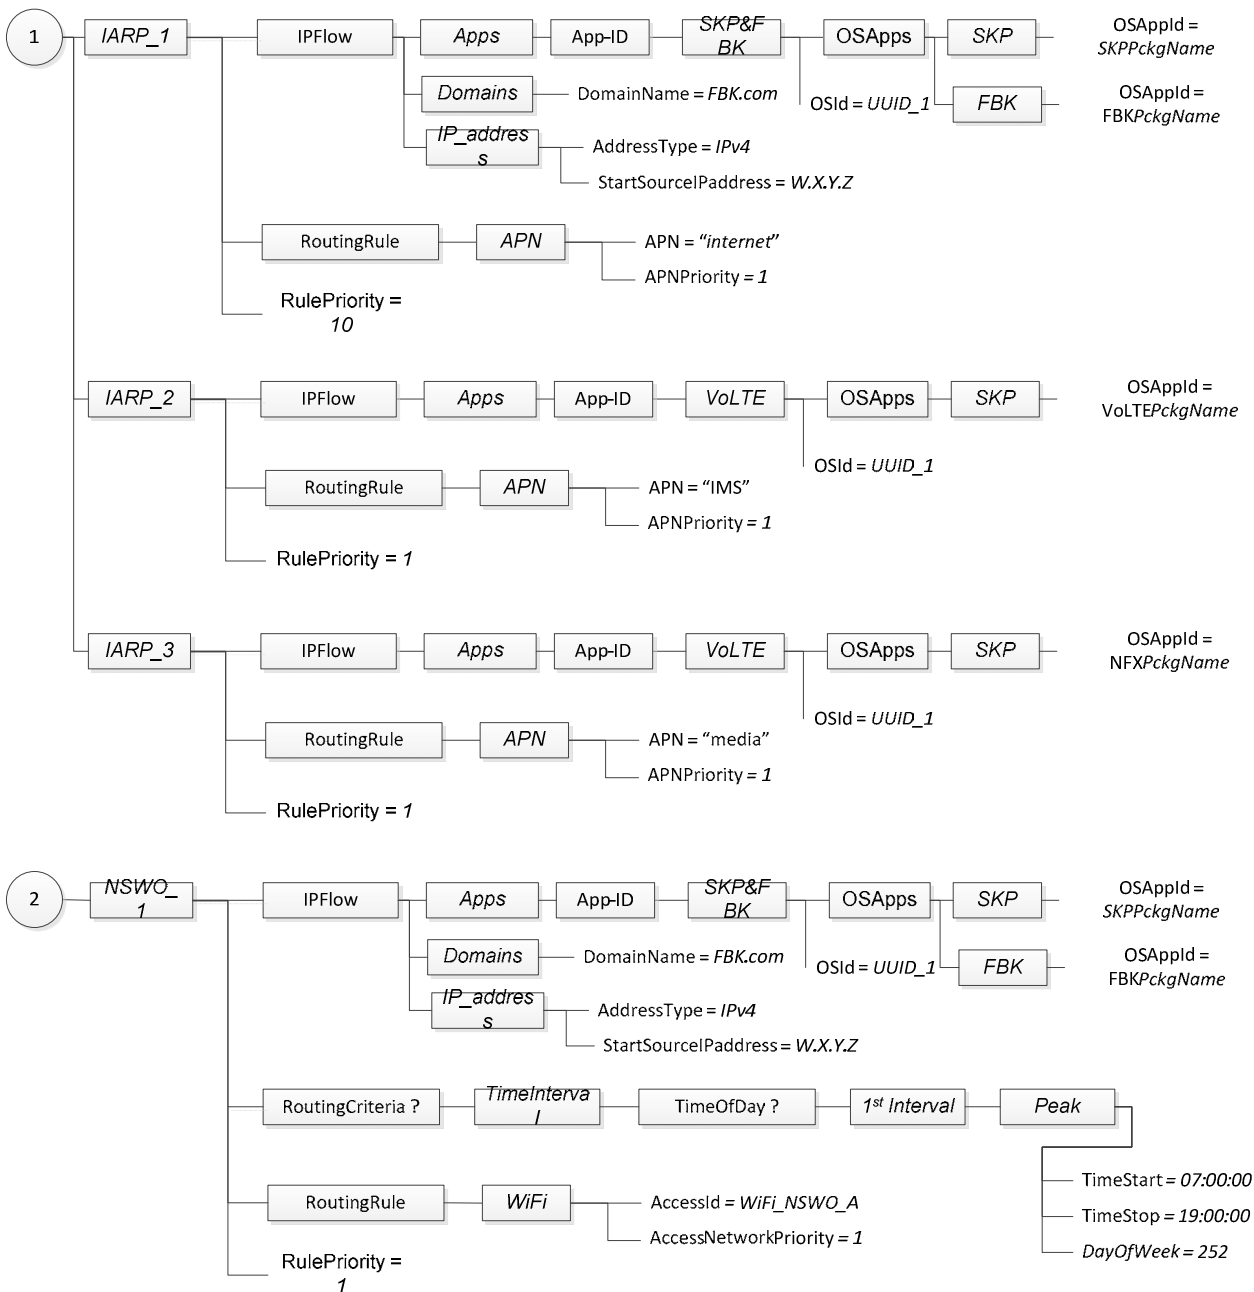 1
IARP_1
IPFlow
Apps
App-ID
SKP&F
BK
OSApps
SKP
OSAppId =
SKPPckgName
Domains
DomainName = FBK.com
OSId = UUID_1
FBK
OSAppId =
FBKPckgName
IP_addres
s
AddressType = IPv4
StartSourceIPaddress = W.X.Y.Z
RoutingRule
APN
APN = “internet”
APNPriority = 1
RulePriority =
10
IARP_2
IPFlow
Apps
App-ID
VoLTE
OSApps
SKP
OSAppId =
VoLTEPckgName
OSId = UUID_1
RoutingRule
APN
APN = “IMS”
APNPriority = 1
RulePriority = 1
IARP_3
IPFlow
Apps
App-ID
VoLTE
OSApps
SKP
OSAppId =
NFXPckgName
OSId = UUID_1
RoutingRule
APN
APN = “media”
APNPriority = 1
RulePriority = 1
2
NSWO_
1
IPFlow
Apps
App-ID
SKP&F
BK
OSApps
SKP
OSAppId =
SKPPckgName
Domains
DomainName = FBK.com
OSId = UUID_1
FBK
OSAppId =
FBKPckgName
IP_addres
s
AddressType = IPv4
StartSourceIPaddress = W.X.Y.Z
RoutingCriteria ?
TimeInterva
l
TimeOfDay ?
1st Interval
Peak
TimeStart = 07:00:00
TimeStop = 19:00:00
DayOfWeek = 252
RoutingRule
WiFi
AccessId = WiFi_NSWO_A
AccessNetworkPriority = 1
RulePriority =
1